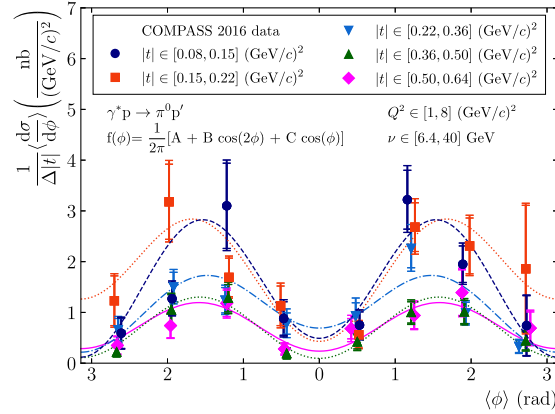 COMPASS 2016 data
|t| ∈ [0.08, 0.15] (GeV/c)²
|t| ∈ [0.15, 0.22] (GeV/c)²
|t| ∈ [0.22, 0.36] (GeV/c)²
|t| ∈ [0.36, 0.50] (GeV/c)²
|t| ∈ [0.50, 0.64] (GeV/c)²
γ*p → π⁰p′
f(ϕ)= 1/2π [A + B cos(2ϕ) + C cos(ϕ)]
Q² ∈ [1, 8] (GeV/c)²
ν ∈ [6.4, 40] GeV
1/Δ|t| ⟨dσ/dϕ⟩ (nb/(GeV/c)²)
7
6
5
4
3
2
1
0
3 2 1 0 1 2 3
⟨ϕ⟩ (rad)